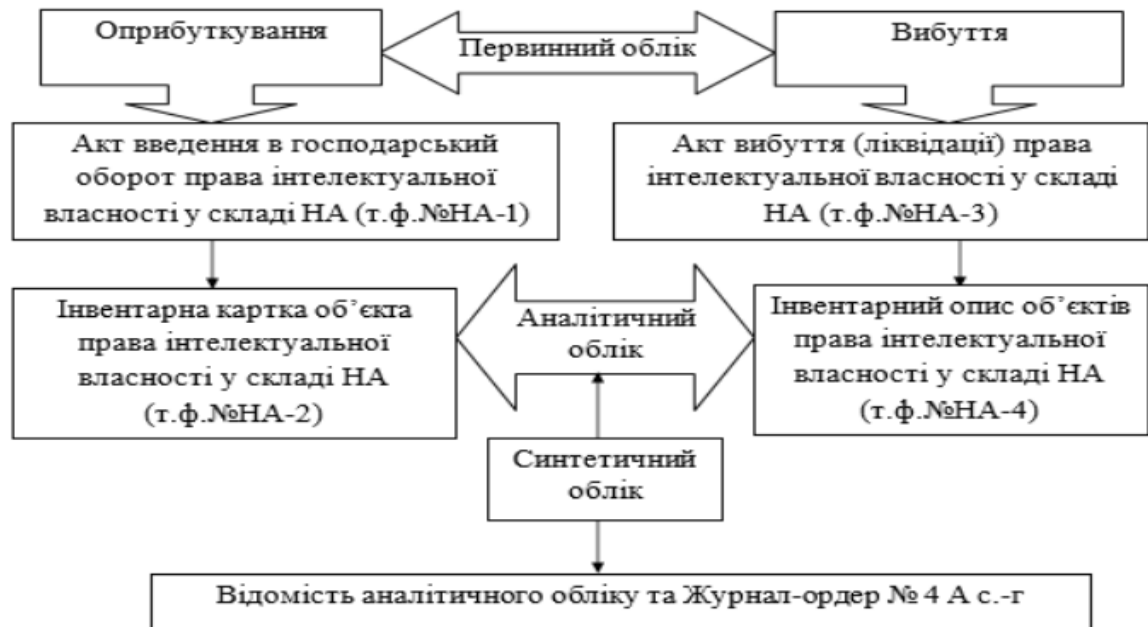 Оприбуткування
Первинний облік
Вибуття
Акт введення в господарський
оборот права інтелектуальної
власності у складі НА (т.ф.№НА-1)
Акт вибуття (ліквідації) права
інтелектуальної власності у складі
НА (т.ф.№НА-3)
Інвентарна картка об’єкта
права інтелектуальної
власності у складі НА
(т.ф.№НА-2)
Аналітичний
облік
Інвентарний опис об’єктів
права інтелектуальної
власності у складі НА
(т.ф.№НА-4)
Синтетичний
облік
Відомість аналітичного обліку та Журнал-ордер № 4 А с.-г